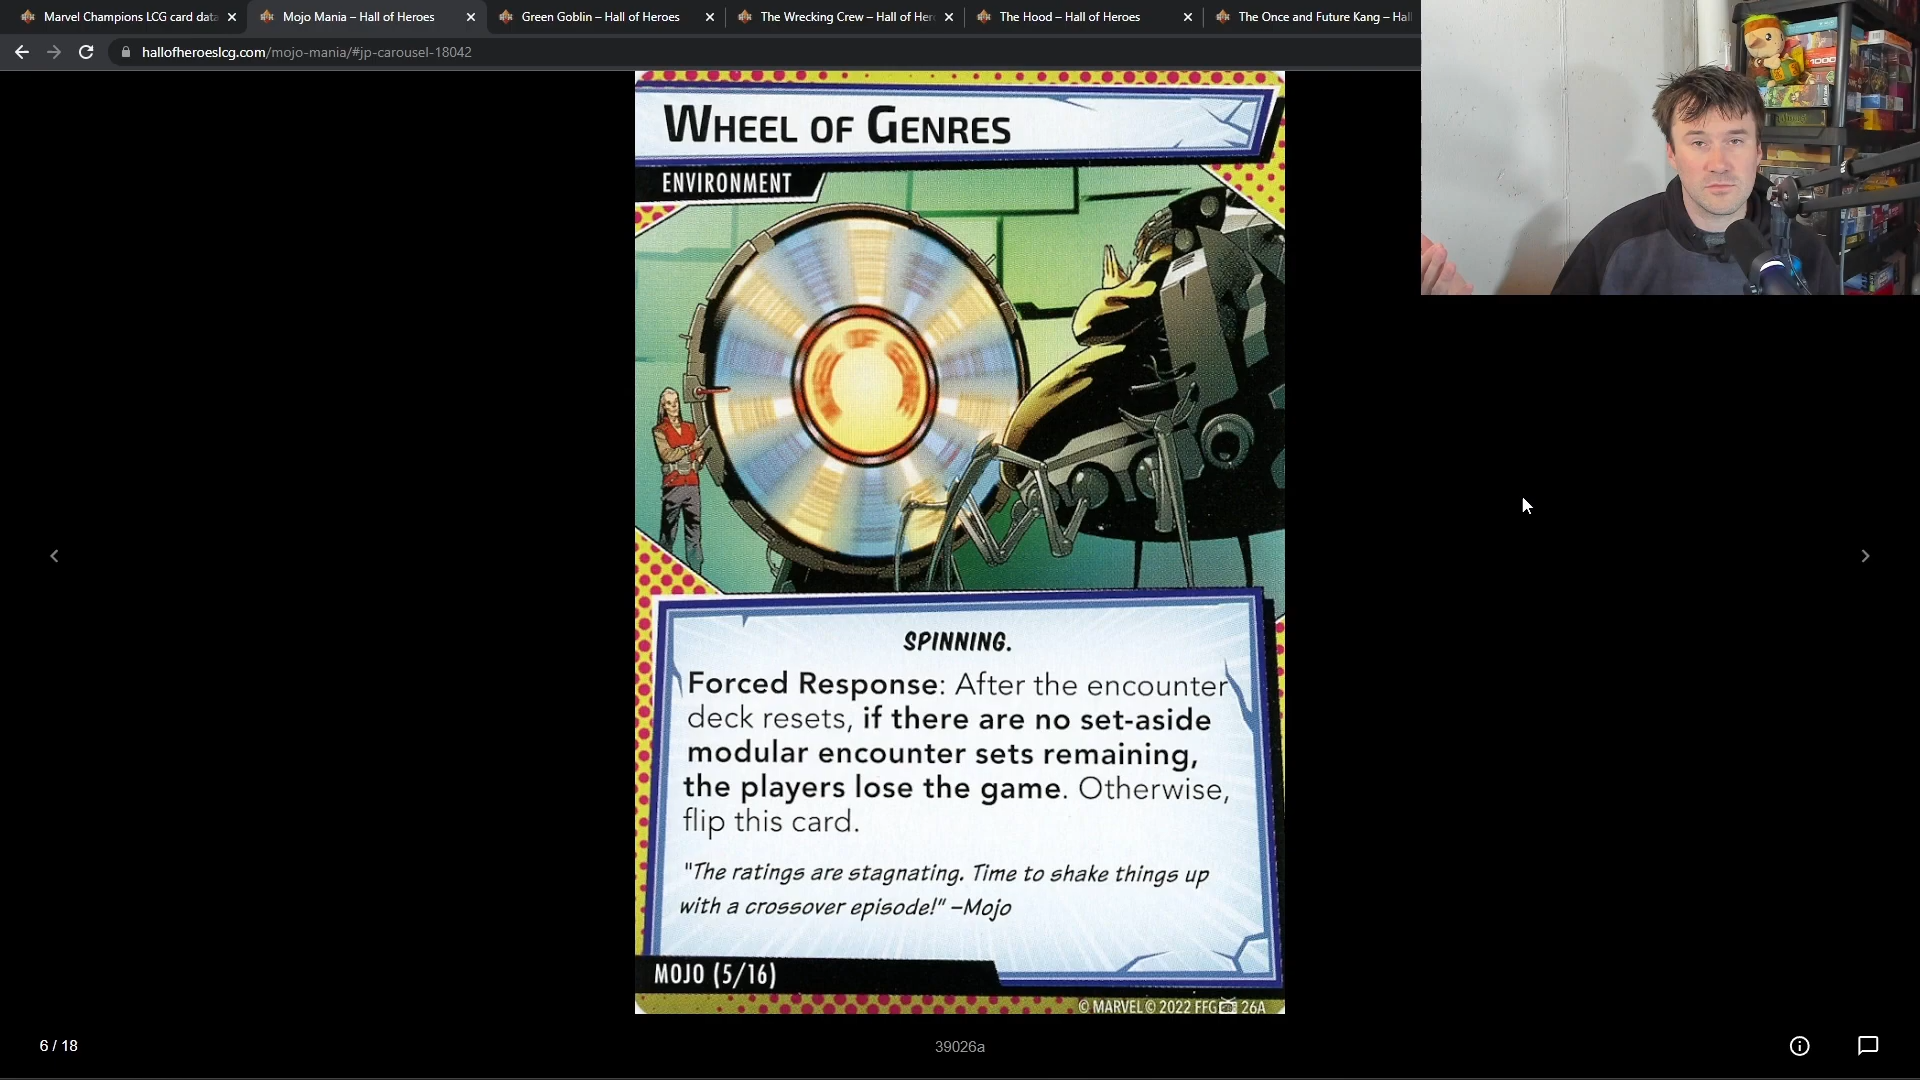 Marvel Champions LCG card data
Mojo Mania – Hall of Heroes
Green Goblin – Hall of Heroes
The Wrecking Crew – Hall of Her
The Hood – Hall of Heroes
The Once and Future Kang – Hall
hallofheroeslcg.com/mojo-mania/#jp-carousel-18042
WHEEL OF GENRES
ENVIRONMENT
SPINNING.
Forced Response: After the encounter
deck resets, if there are no set-aside
modular encounter sets remaining,
the players lose the game. Otherwise,
flip this card.
"The ratings are stagnating. Time to shake things up
with a crossover episode!" –Mojo
MOJO (5/16)
© MARVEL © 2022 FFG 26A
6 / 18
39026a
1000